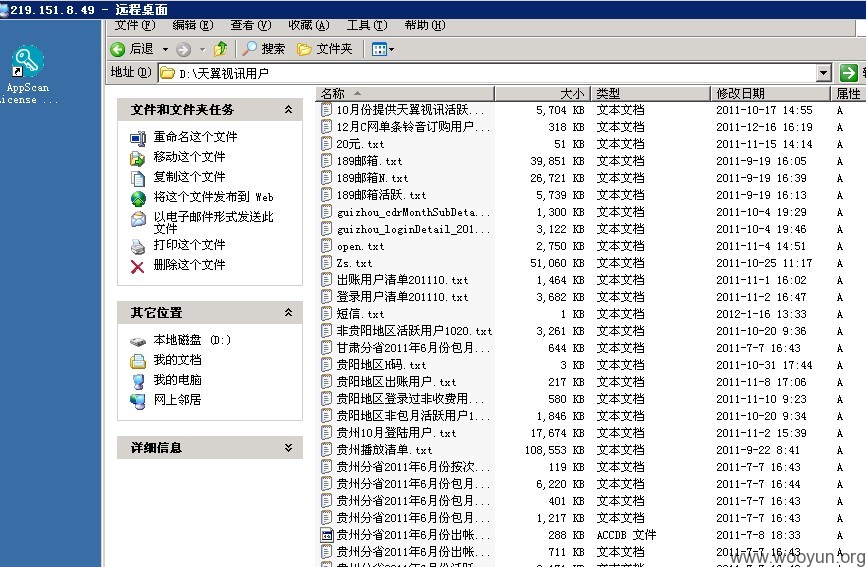 219.151.8.49 - 远程桌面
文件(F) 编辑(E) 查看(V) 收藏(A) 工具(T) 帮助(H)
后退 搜索 文件夹
地址(D) D:\天翼视讯用户
AppScan
License ...
文件和文件夹任务
重命名这个文件
移动这个文件
复制这个文件
将这个文件发布到 Web
以电子邮件形式发送此
文件
打印这个文件
删除这个文件
其它位置
本地磁盘 (D:)
我的文档
我的电脑
网上邻居
详细信息
名称 大小 类型 修改日期 属性
10月份提供天翼视讯活跃... 5,704 KB 文本文档 2011-10-17 14:55 A
12月C网单条铃音订购用户... 318 KB 文本文档 2011-12-16 16:19 A
20元.txt 51 KB 文本文档 2011-11-15 14:14 A
189邮箱.txt 39,851 KB 文本文档 2011-9-19 16:05 A
189邮箱N.txt 26,721 KB 文本文档 2011-9-19 16:39 A
189邮箱活跃.txt 5,739 KB 文本文档 2011-9-19 16:13 A
guizhou_cdrMonthSubDeta... 1,300 KB 文本文档 2011-10-4 19:29 A
guizhou_loginDetail_201... 3,122 KB 文本文档 2011-10-4 19:46 A
open.txt 2,750 KB 文本文档 2011-11-4 14:51 A
Zs.txt 51,060 KB 文本文档 2011-10-25 11:17 A
出账用户清单201110.txt 1,464 KB 文本文档 2011-11-1 16:02 A
登录用户清单201110.txt 3,682 KB 文本文档 2011-11-2 16:47 A
短信.txt 1 KB 文本文档 2012-1-16 13:33 A
非贵阳地区活跃用户1020.txt 3,261 KB 文本文档 2011-10-20 9:36 A
甘肃分省2011年6月份包月... 644 KB 文本文档 2011-7-7 16:43 A
贵阳地区H码.txt 3 KB 文本文档 2011-10-31 17:44 A
贵阳地区出账用户.txt 217 KB 文本文档 2011-11-8 17:06 A
贵阳地区登录过非收费用... 580 KB 文本文档 2011-11-10 9:23 A
贵阳地区非包月活跃用户1... 1,846 KB 文本文档 2011-10-20 9:34 A
贵州10月登陆用户.txt 17,674 KB 文本文档 2011-11-2 15:39 A
贵州播放清单.txt 108,553 KB 文本文档 2011-9-22 8:41 A
贵州分省2011年6月份按次... 119 KB 文本文档 2011-7-7 16:43 A
贵州分省2011年6月份包月... 6,220 KB 文本文档 2011-7-7 16:44 A
贵州分省2011年6月份包月... 401 KB 文本文档 2011-7-7 16:43 A
贵州分省2011年6月份包月... 1,217 KB 文本文档 2011-7-7 16:43 A
贵州分省2011年6月份出帐... 288 KB ACCDB 文件 2011-7-8 18:33 A
贵州分省2011年6月份出帐... 711 KB 文本文档 2011-7-7 16:43 A
www.wooyun.org